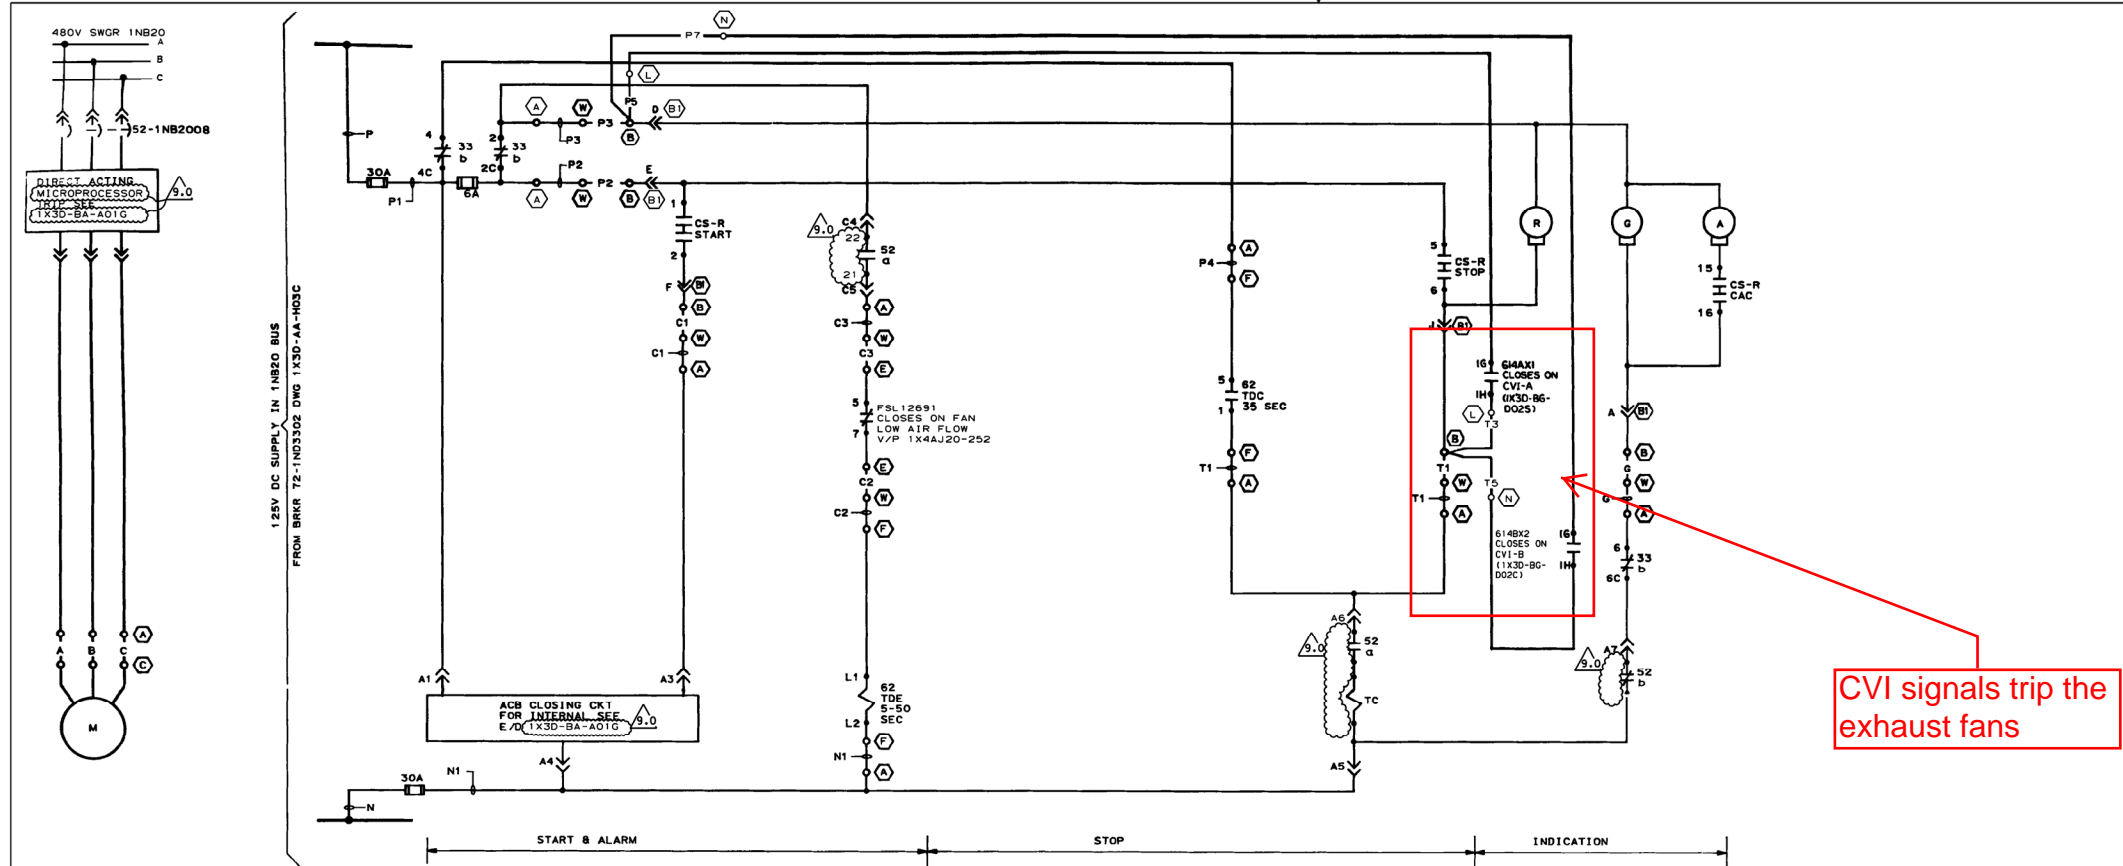 480V SWGR 1NB20
A
B
C
52-1NB2008
DIRECT ACTING
MICROPROCESSOR
TRIP SEE
1X3D-BA-A01G
9.0
A
B
C
A
C
M
125V DC SUPPLY IN 1NB20 BUS
FROM BRKR 72-1ND3302 DWG 1X3D-AA-H03C
P
30A
P1
4C
4
33
b
6A
2
33
b
2C
A
W
P3
P3
P5
L
B
D
B1
P7
N
P2
A
W
P2
B
E
B1
1
CS-R
START
2
F
B1
B
C1
W
C1
A
A1
A3
ACB CLOSING CKT
FOR INTERNAL SEE
E/D 1X3D-BA-A01G
9.0
A4
30A
N1
N
9.0
C4
22
52
a
21
C5
A
C3
W
C3
E
5
FSL12691
CLOSES ON FAN
LOW AIR FLOW
V/P 1X4AJ20-252
7
E
C2
W
C2
F
L1
62
TDE
5-50
SEC
L2
F
N1
A
A
P4
F
5
62
TDC
35 SEC
1
F
T1
A
5
CS-R
STOP
6
J
B1
B
T1
W
T1
A
1G
614AX1
CLOSES ON
CVI-A
(1X3D-BG-
D02S)
1H
L
T3
T5
N
614BX2
CLOSES ON
CVI-B
(1X3D-BG-
D02C)
1G
1H
A6
9.0
52
a
TC
A5
R
G
A
15
CS-R
CAC
16
A
B1
B
G
W
G
A
6
33
b
6C
A7
9.0
52
b
CVI signals trip the
exhaust fans
START & ALARM
STOP
INDICATION